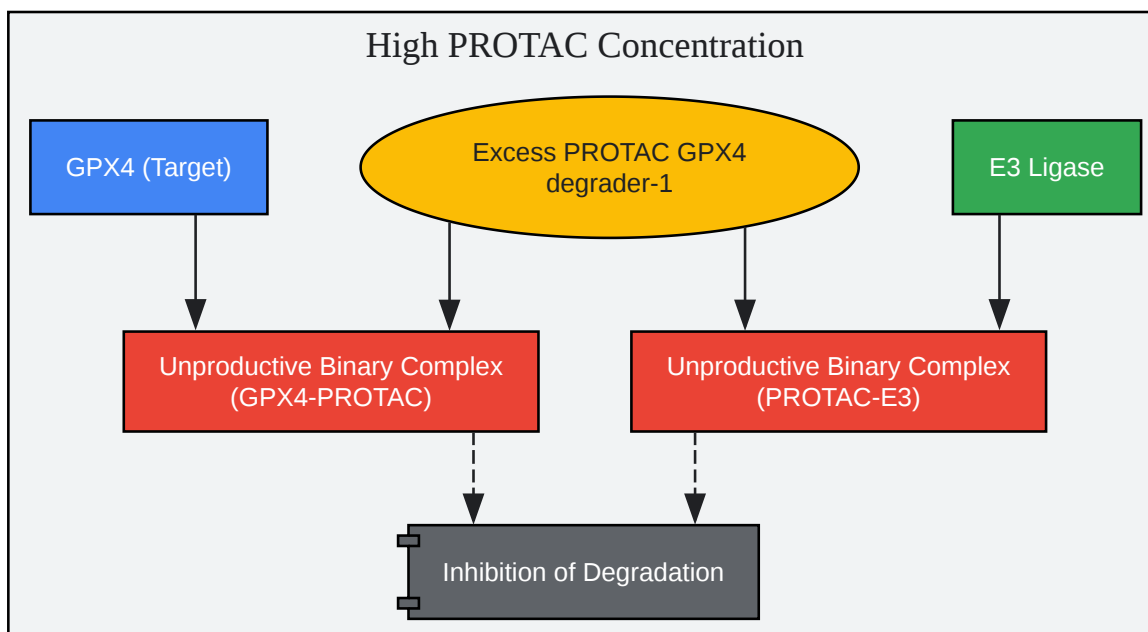 High PROTAC Concentration
GPX4 (Target)
Excess PROTAC GPX4
degrader-1
E3 Ligase
Unproductive Binary Complex
(GPX4-PROTAC)
Unproductive Binary Complex
(PROTAC-E3)
Inhibition of Degradation